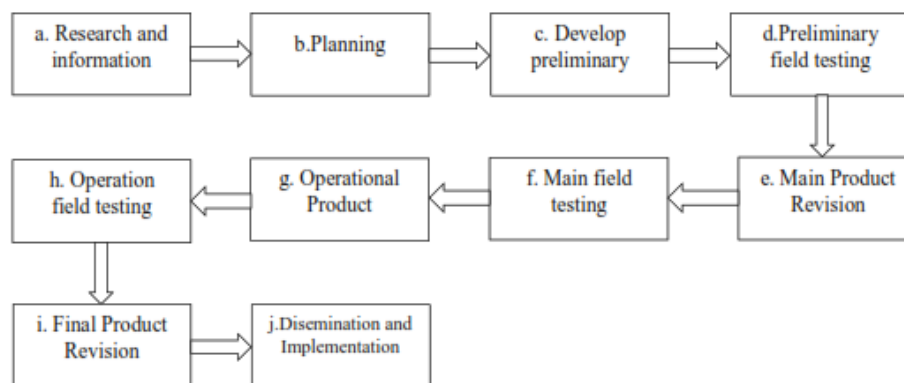 a. Research and
information
b.Planning
c. Develop
preliminary
d.Preliminary
field testing
e. Main Product
Revision
f. Main field
testing
g. Operational
Product
h. Operation
field testing
i. Final Product
Revision
j.Disemination and
Implementation